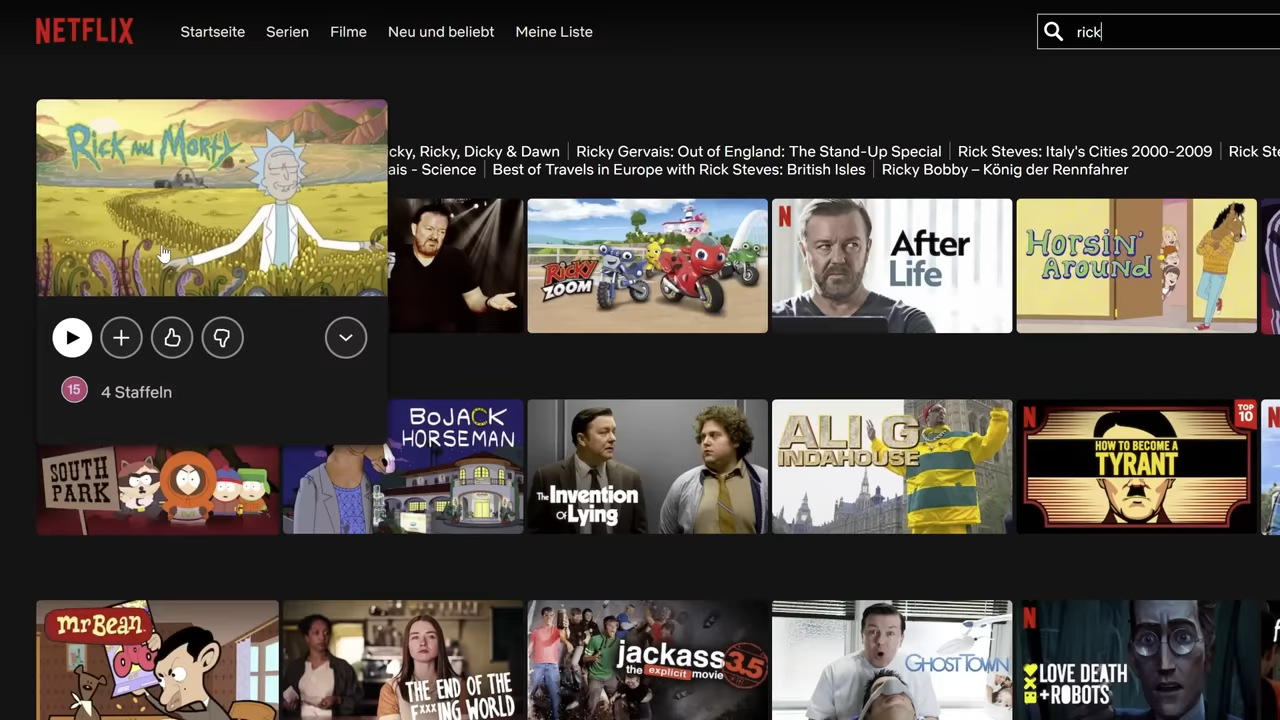 NETFLIX
Startseite
Serien
Filme
Neu und beliebt
Meine Liste
rick
RICK AND MORTY
cky, Ricky, Dicky & Dawn
Ricky Gervais: Out of England: The Stand-Up Special
Rick Steves: Italy's Cities 2000-2009
Rick Ste
ais - Science
Best of Travels in Europe with Rick Steves: British Isles
Ricky Bobby – König der Rennfahrer
RICKY
ZOOM
N
After
Life
HORSIN'
AROUND
15
4 Staffeln
SOUTH
PARK
BOJACK
HORSEMAN
The Invention
OF Lying
ALI G
INDAHOUSE
N
HOW TO BECOME A
TYRANT
TOP
10
N
mr Bean
THE END OF THE
F***ING WORLD
jackass 3.5
the explicit movie
GHOST TOWN
N
LOVE DEATH
+ROBOTS